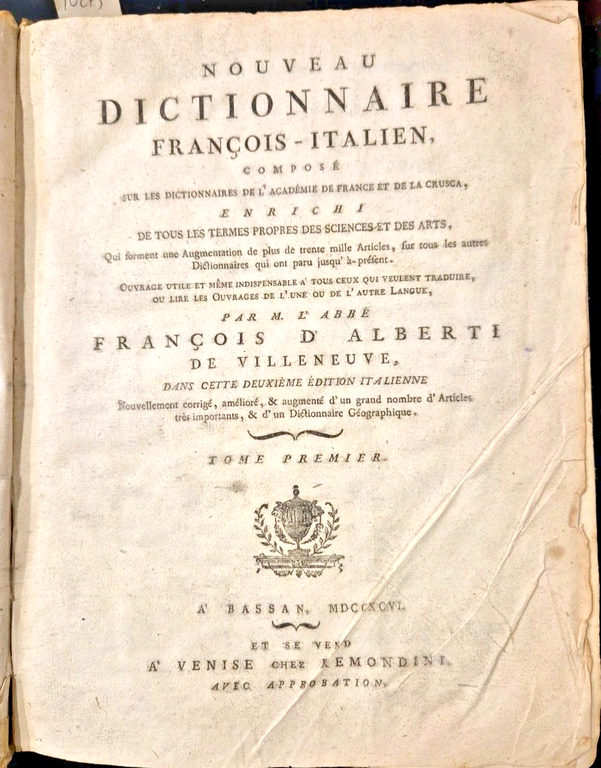 NOUVEAU
DICTIONNAIRE
FRANÇOIS-ITALIEN,
COMPOSÉ
SUR LES DICTIONNAIRES DE L'ACADÉMIE DE FRANCE ET DE LA CRUSCA,
ENRICHI
DE TOUS LES TERMES PROPRES DES SCIENCES ET DES ARTS,
Qui forment une Augmentation de plus de trente mille Articles, ſur tous les autres
Dictionnaires qui ont paru juſqu' à-préſent.
OUVRAGE UTILE ET MÊME INDISPENSABLE A' TOUS CEUX QUI VEULENT TRADUIRE,
OU LIRE LES OUVRAGES DE L'UNE OU DE L'AUTRE LANGUE,
PAR M. L'ABBÉ
FRANÇOIS D'ALBERTI
DE VILLENEUVE,
DANS CETTE DEUXIÈME ÉDITION ITALIENNE
Nouvellement corrigé, amélioré, & augmenté d'un grand nombre d'Articles
très importants, & d'un Dictionnaire Géographique.
TOME PREMIER.
A' BASSAN, MDCCXCVI.
ET SE VEND
A' VENISE CHEZ REMONDINI.
AVEC APPROBATION.